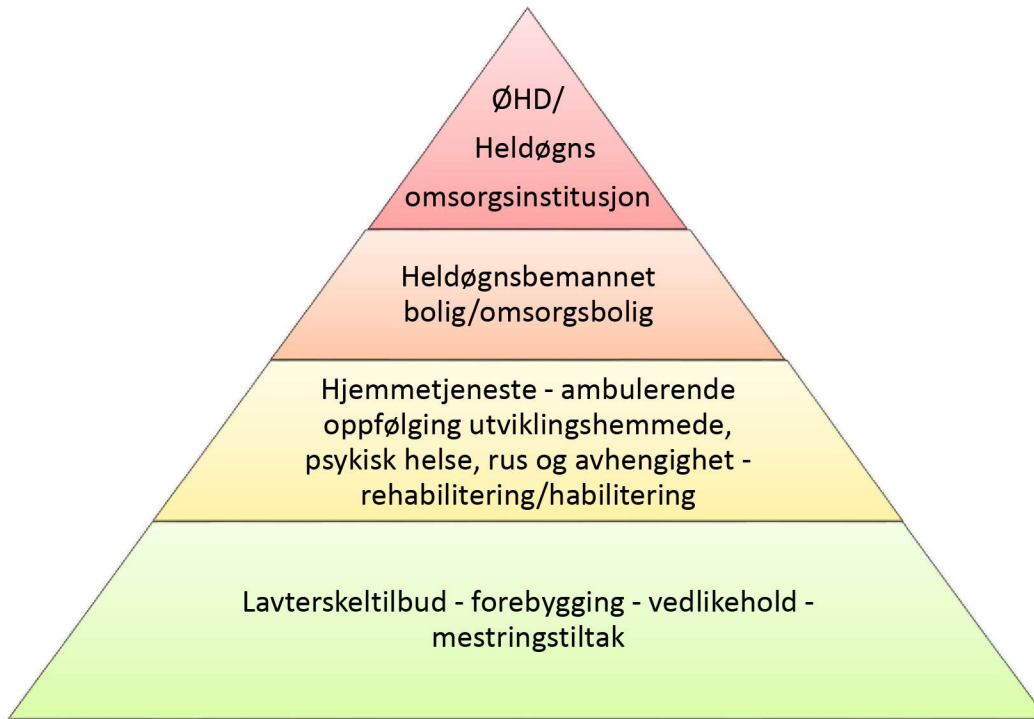 ØHD/
Heldøgns
omsorgsinstitusjon
Heldøgnsbemannet
bolig/omsorgsbolig
Hjemmetjeneste - ambulerende
oppfølging utviklingshemmede,
psykisk helse, rus og avhengighet -
rehabilitering/habilitering
Lavterskeltilbud - forebygging - vedlikehold -
mestringstiltak